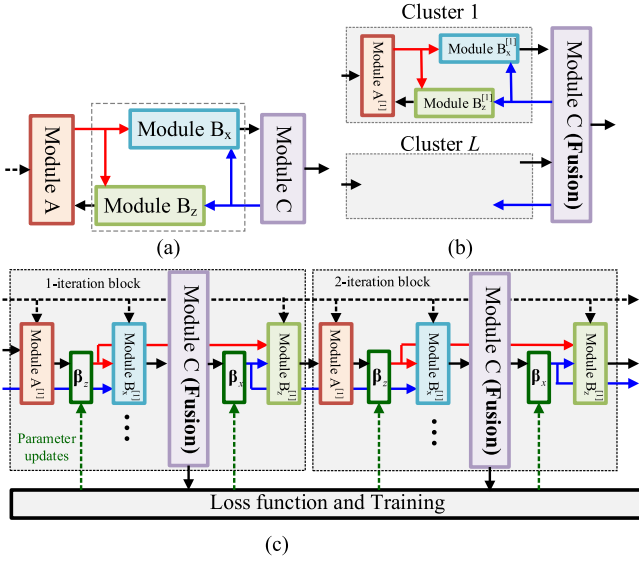 Module A
Module Bx
Module Bz
Module C
(a)
Cluster 1
Module A[1]
Module Bx[1]
Module Bz[1]
Module C (Fusion)
Cluster L
(b)
1-iteration block
Module A[1]
βz
Module Bx[1]
Module C (Fusion)
βx
Module Bz[1]
Parameter
updates
2-iteration block
Module A[1]
βz
Module Bx[1]
Module C (Fusion)
βx
Module Bz[1]
Loss function and Training
(c)